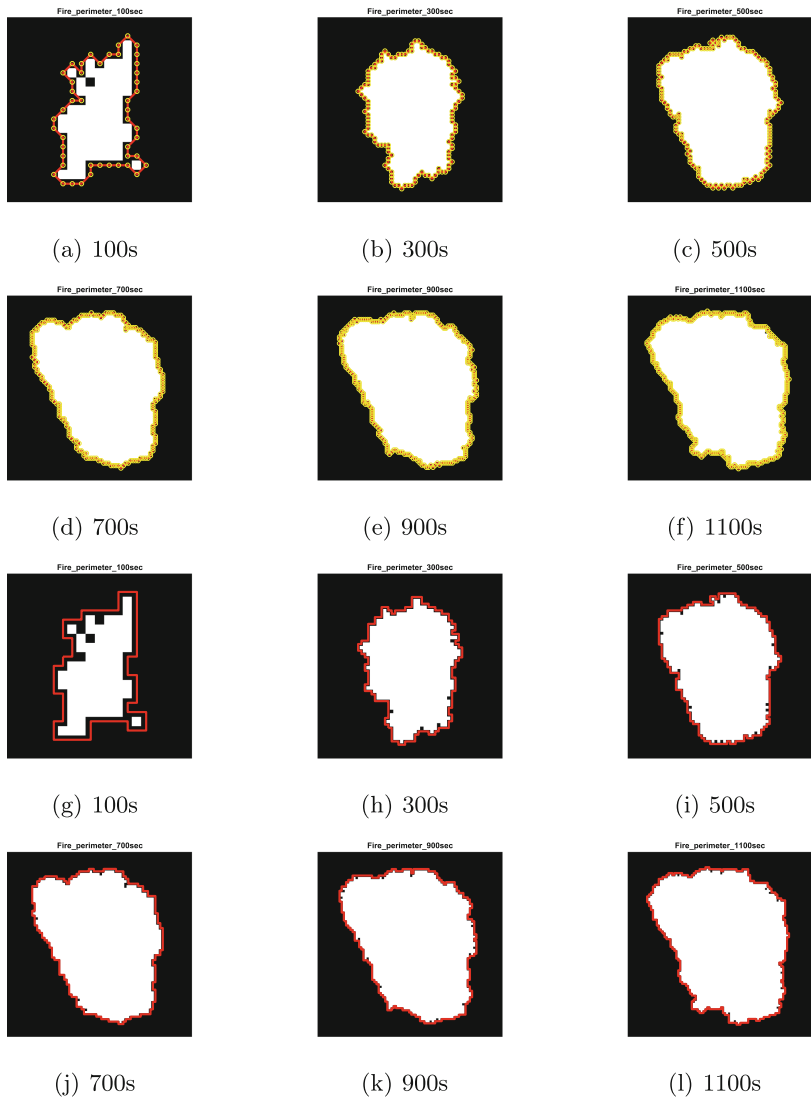 Fire_perimeter_100sec Fire_perimeter_300sec Fire_perimeter_500sec
(a) 100s (b) 300s (c) 500s
Fire_perimeter_700sec Fire_perimeter_900sec Fire_perimeter_1100sec
(d) 700s (e) 900s (f) 1100s
Fire_perimeter_100sec Fire_perimeter_300sec Fire_perimeter_500sec
(g) 100s (h) 300s (i) 500s
Fire_perimeter_700sec Fire_perimeter_900sec Fire_perimeter_1100sec
(j) 700s (k) 900s (l) 1100s